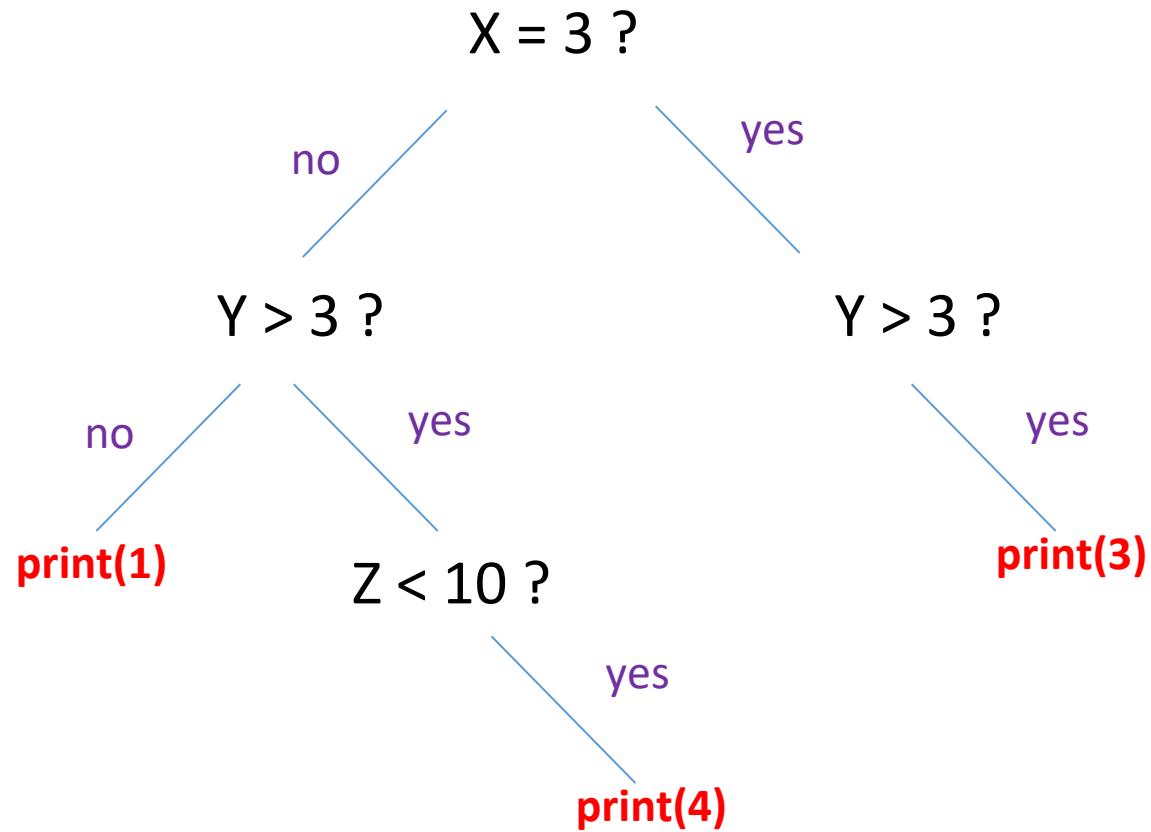 X = 3 ?
no
yes
Y > 3 ?
Y > 3 ?
no
yes
yes
print(1)
Z < 10 ?
print(3)
yes
print(4)